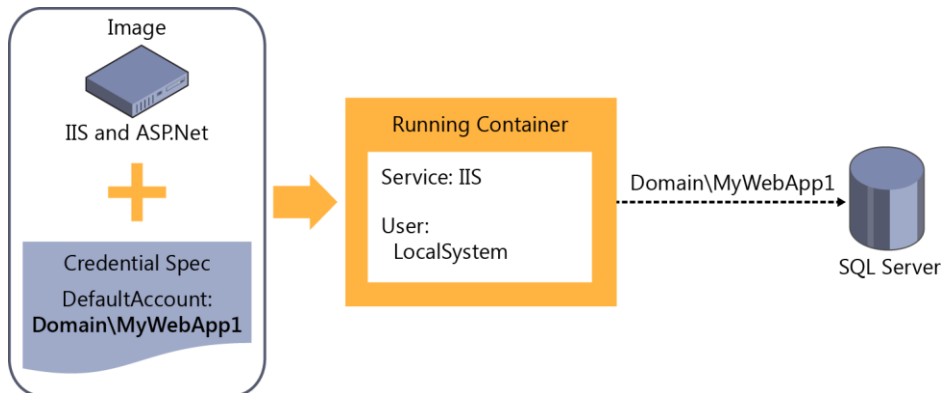 Image
IIS and ASP.Net
Credential Spec
DefaultAccount:
Domain\MyWebApp1
Running Container
Service: IIS
User:
LocalSystem
Domain\MyWebApp1
SQL Server